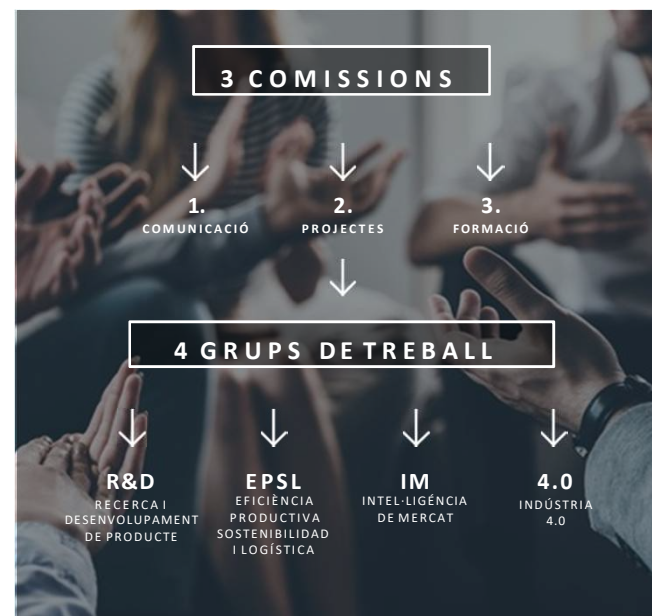 3 COMISSIONS
1.
2.
3.
COMUNICACIÓ
PROJECTES
FORMACIÓ
4 GRUPS DE TREBALL
R&D
RECERCA I
DESENVOLUPAMENT
DE PRODUCTE
EPSL
EFICIÈNCIA
PRODUCTIVA
SOSTENIBILIDAD
I LOGÍSTICA
IM
INTEL·LIGÉNCIA
DE MERCAT
4.0
INDÚSTRIA
4.0